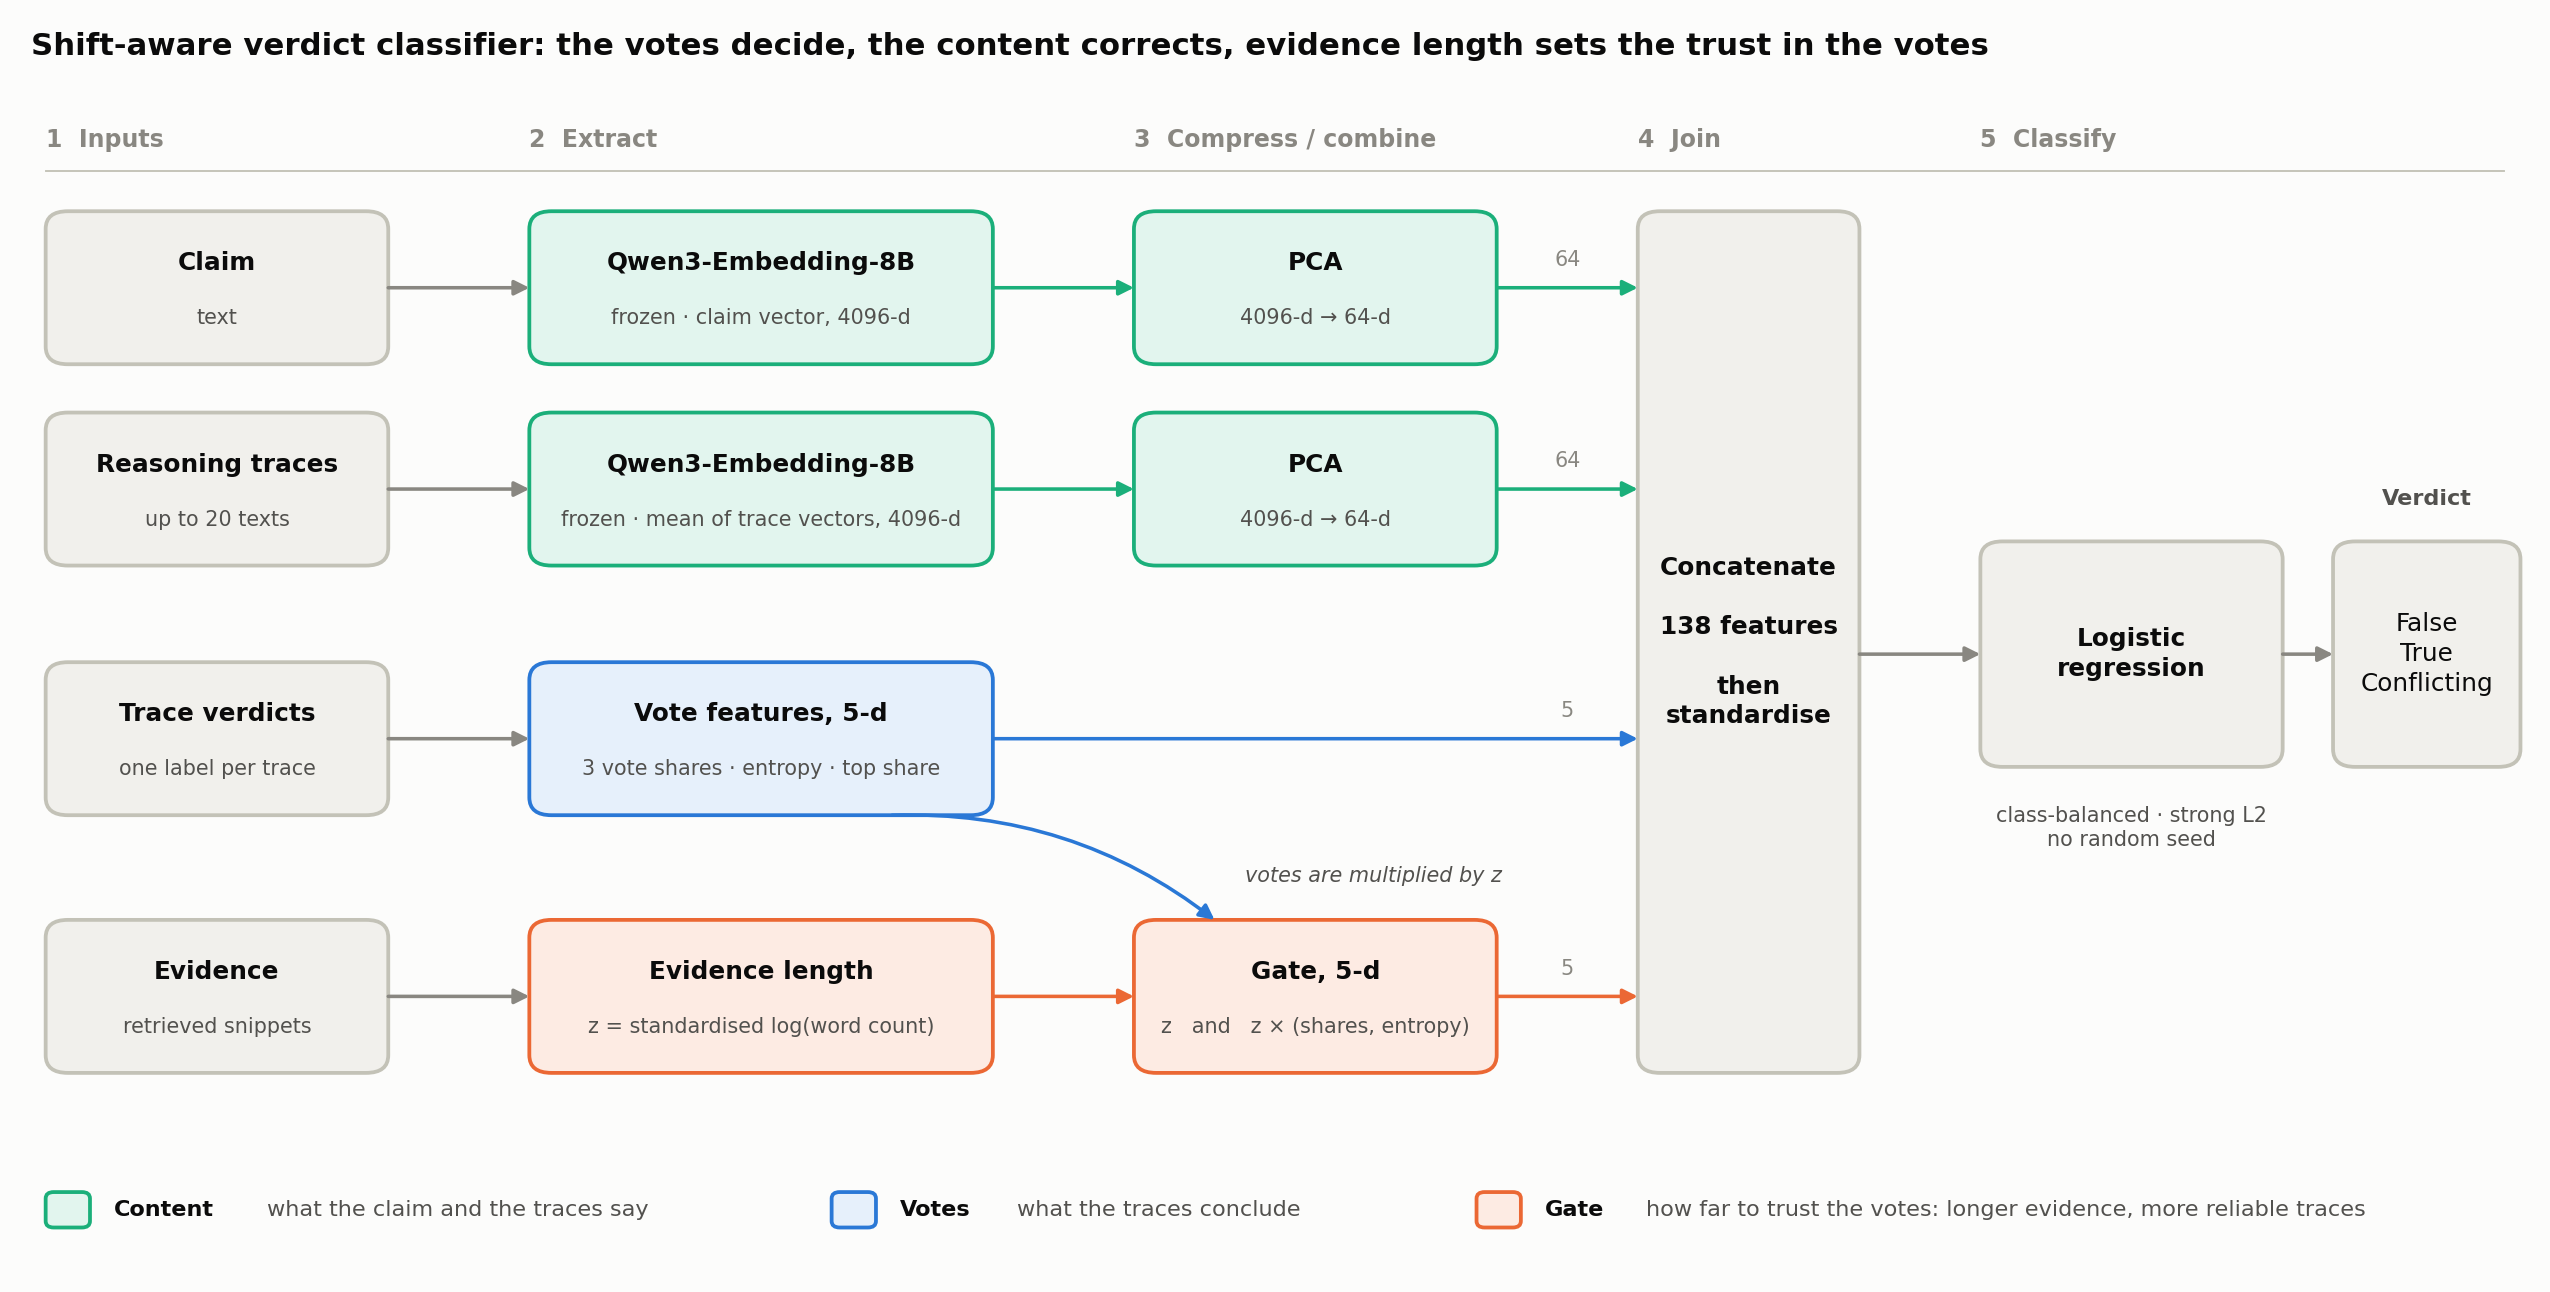 Shift-aware verdict classifier: the votes decide, the content corrects, evidence length sets the trust in the votes
1 Inputs
2 Extract
3 Compress / combine
4 Join
5 Classify
Claim
text
Qwen3-Embedding-8B
frozen · claim vector, 4096-d
PCA
4096-d → 64-d
64
Reasoning traces
up to 20 texts
Qwen3-Embedding-8B
frozen · mean of trace vectors, 4096-d
PCA
4096-d → 64-d
64
Trace verdicts
one label per trace
Vote features, 5-d
3 vote shares · entropy · top share
5
votes are multiplied by z
Evidence
retrieved snippets
Evidence length
z = standardised log(word count)
Gate, 5-d
z and z × (shares, entropy)
5
Concatenate
138 features
then
standardise
Logistic
regression
class-balanced · strong L2
no random seed
Verdict
False
True
Conflicting
Content what the claim and the traces say
Votes what the traces conclude
Gate how far to trust the votes: longer evidence, more reliable traces